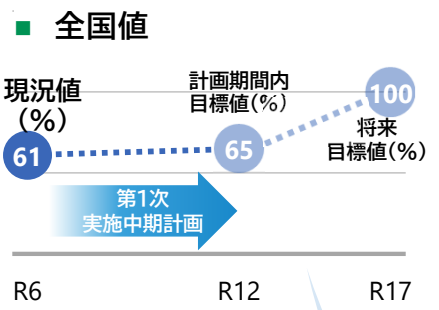 ■ 全国値
現況値
（%）
計画期間内
目標値(%)
100
将来
目標値(%)
61
65
第1次
実施中期計画
R6
R12
R17